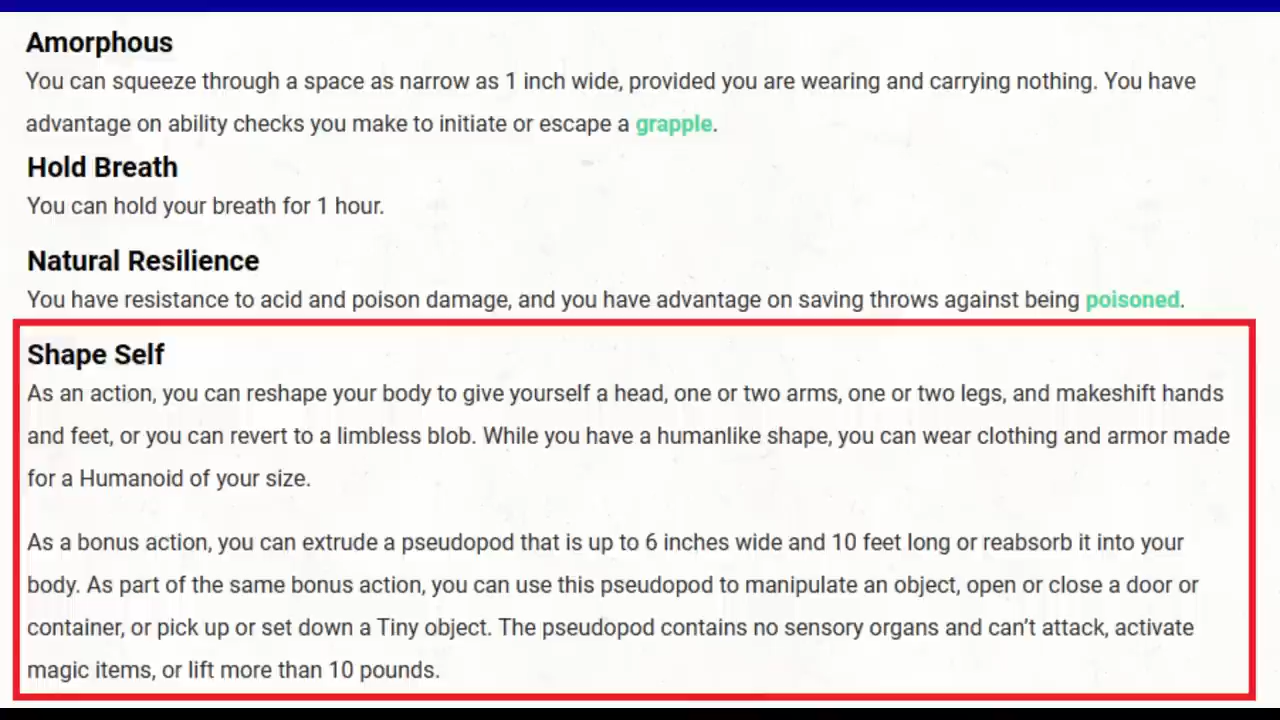 Amorphous
You can squeeze through a space as narrow as 1 inch wide, provided you are wearing and carrying nothing. You have
advantage on ability checks you make to initiate or escape a grapple.
Hold Breath
You can hold your breath for 1 hour.
Natural Resilience
You have resistance to acid and poison damage, and you have advantage on saving throws against being poisoned.
Shape Self
As an action, you can reshape your body to give yourself a head, one or two arms, one or two legs, and makeshift hands
and feet, or you can revert to a limbless blob. While you have a humanlike shape, you can wear clothing and armor made
for a Humanoid of your size.
As a bonus action, you can extrude a pseudopod that is up to 6 inches wide and 10 feet long or reabsorb it into your
body. As part of the same bonus action, you can use this pseudopod to manipulate an object, open or close a door or
container, or pick up or set down a Tiny object. The pseudopod contains no sensory organs and can’t attack, activate
magic items, or lift more than 10 pounds.